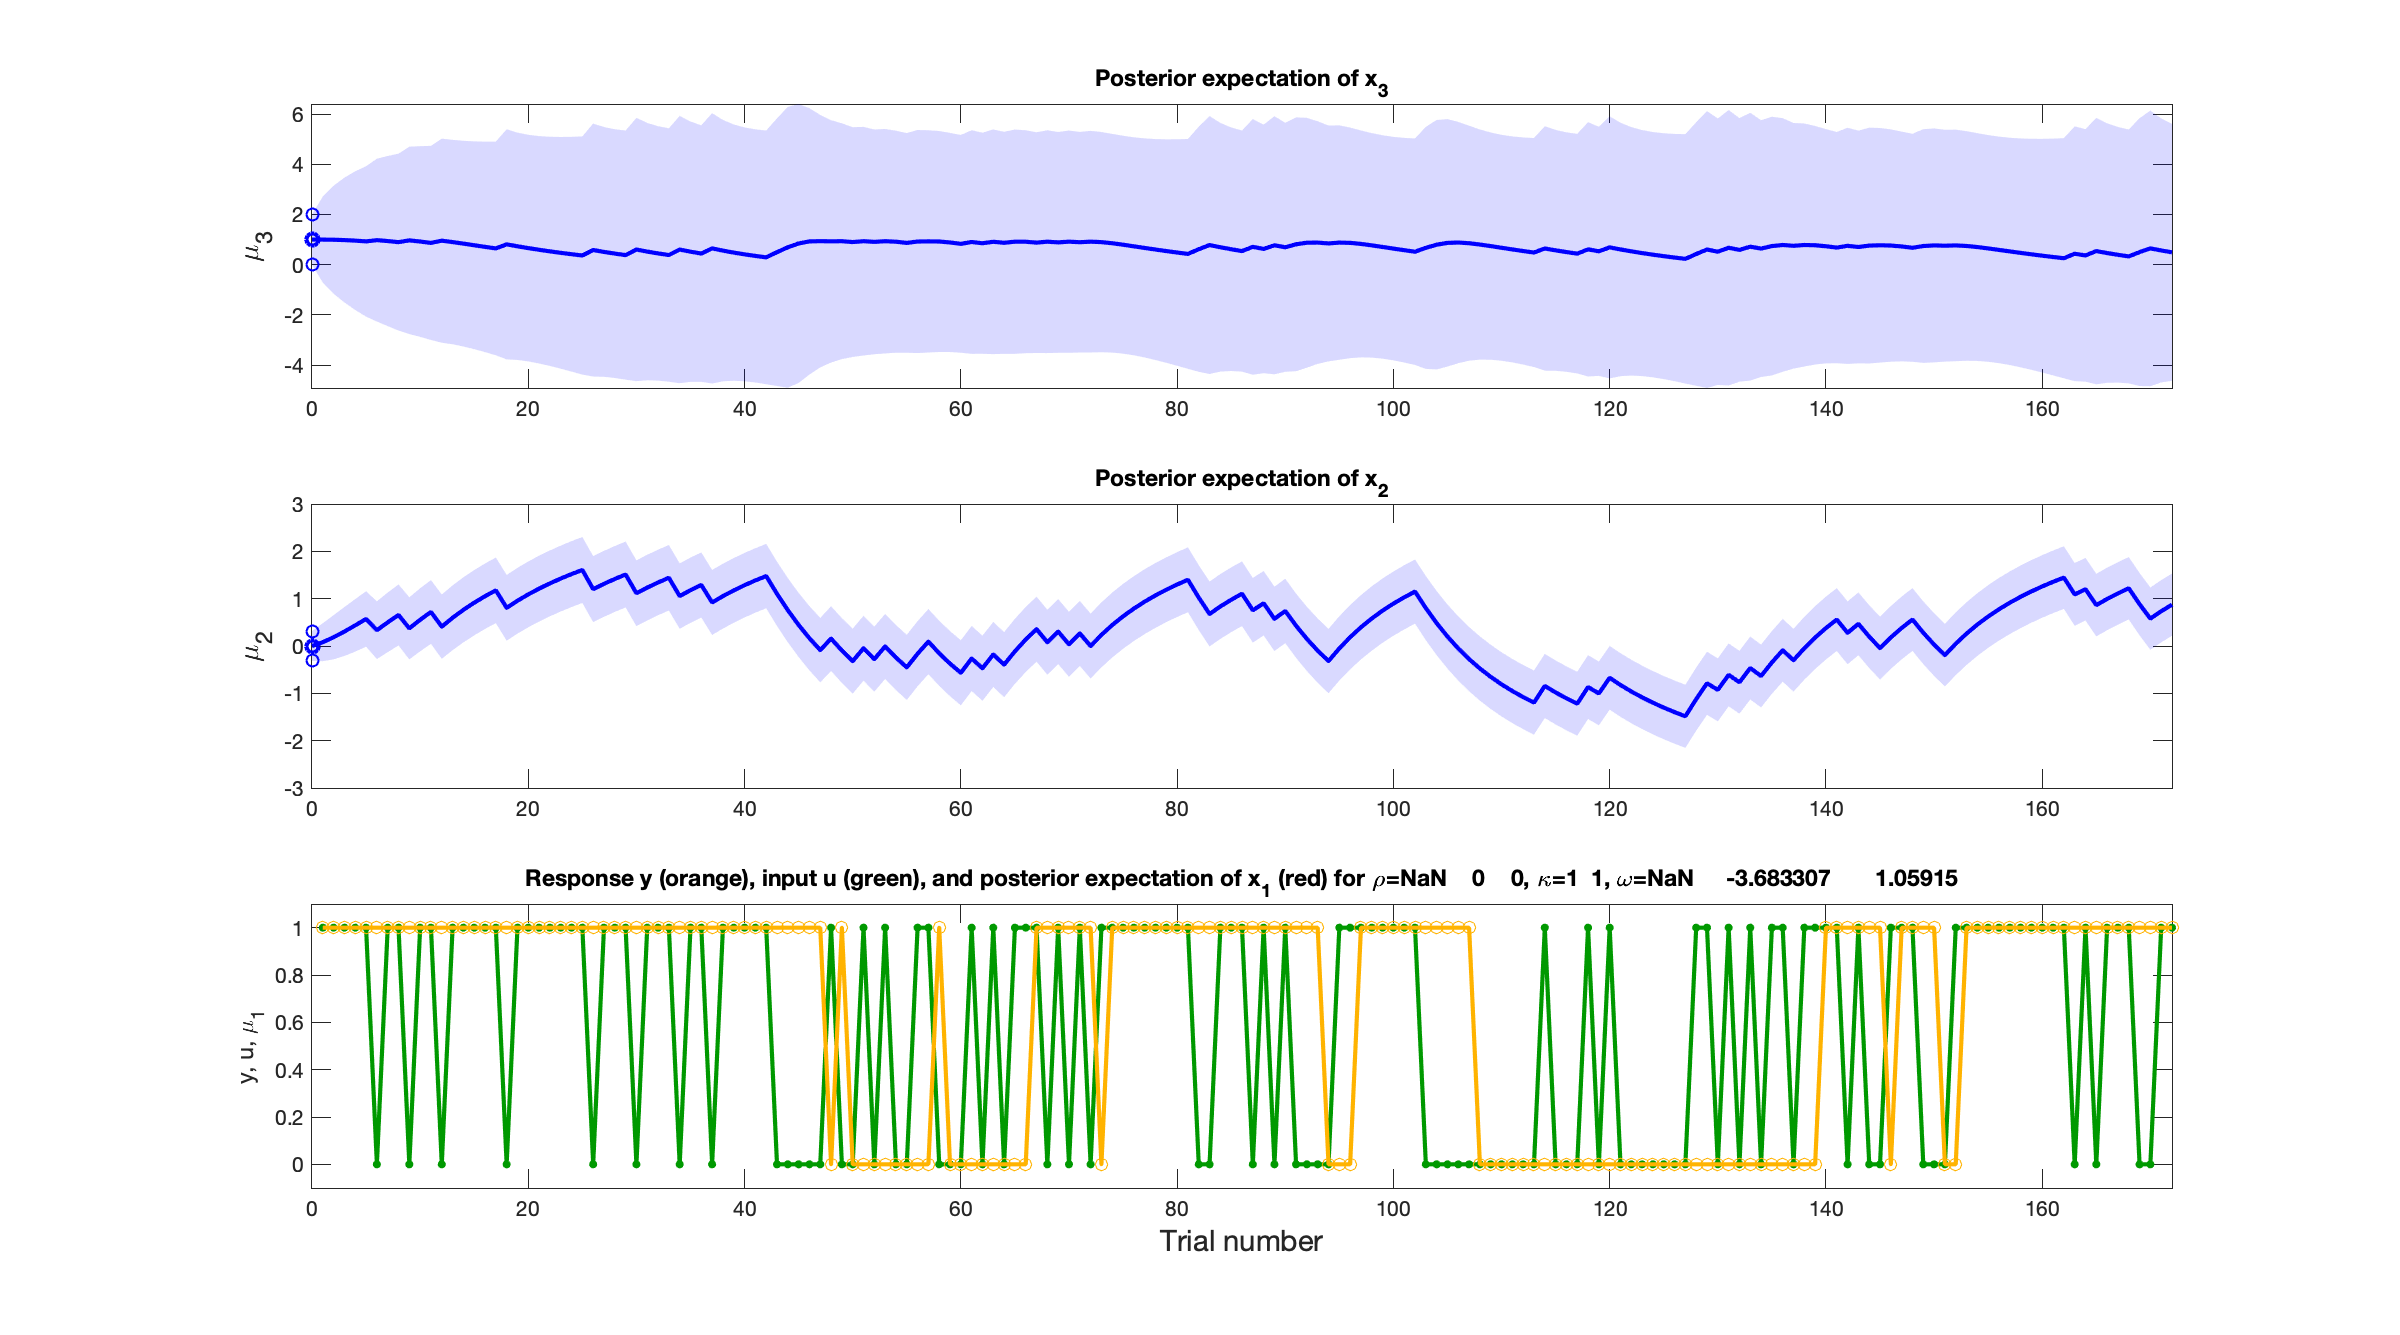 Posterior expectation of x3
6
4
2
0
-2
-4
μ3
0 20 40 60 80 100 120 140 160
Posterior expectation of x2
3
2
1
0
-1
-2
-3
μ2
0 20 40 60 80 100 120 140 160
Response y (orange), input u (green), and posterior expectation of x1 (red) for ρ=NaN 0 0, κ=1 1, ω=NaN -3.683307 1.05915
1
0.8
0.6
0.4
0.2
0
y, u, μ1
0 20 40 60 80 100 120 140 160
Trial number